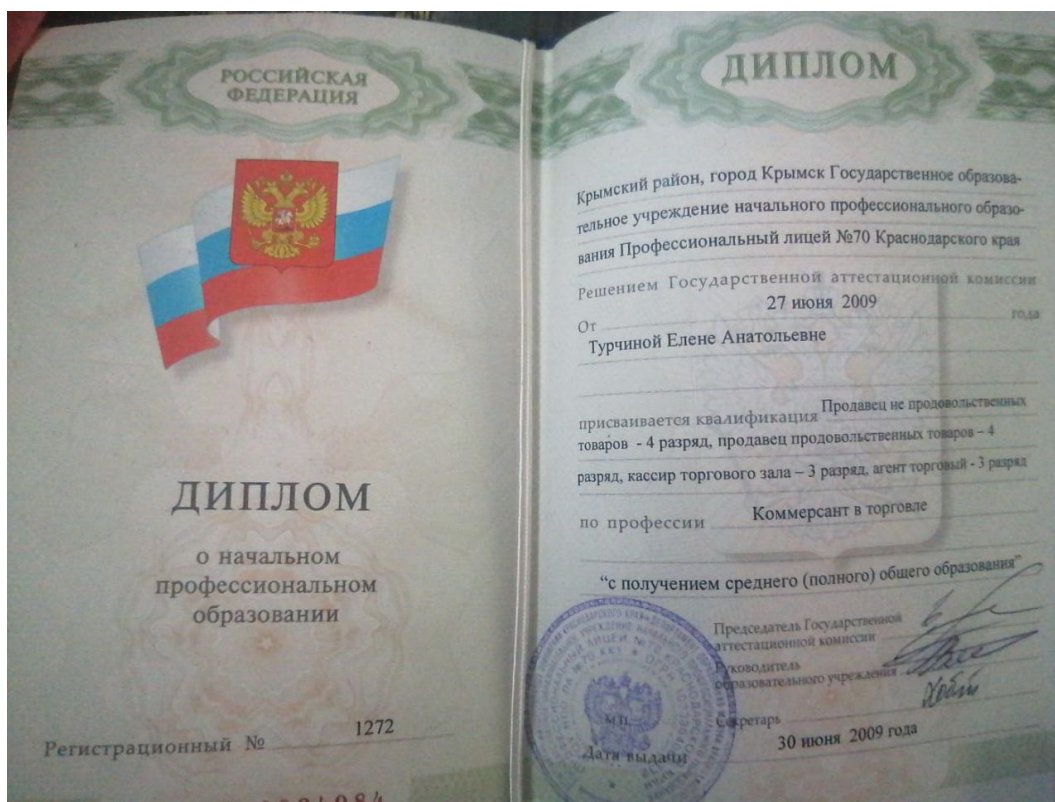 РОССИЙСКАЯ
ФЕДЕРАЦИЯ
ДИПЛОМ
о начальном
профессиональном
образовании
Регистрационный № 1272
ДИПЛОМ
Крымский район, город Крымск Государственное образова-
тельное учреждение начального профессионального образо-
вания Профессиональный лицей №70 Краснодарского края
Решением Государственной аттестационной комиссии
От 27 июня 2009 года
Турчиной Елене Анатольевне
присваивается квалификация Продавец не продовольственных
товаров - 4 разряд, продавец продовольственных товаров – 4
разряд, кассир торгового зала – 3 разряд, агент торговый - 3 разряд
по профессии Коммерсант в торговле
“с получением среднего (полного) общего образования”
Председатель Государственной
аттестационной комиссии
Руководитель
образовательного учреждения
Секретарь
М.П.
Дата выдачи 30 июня 2009 года